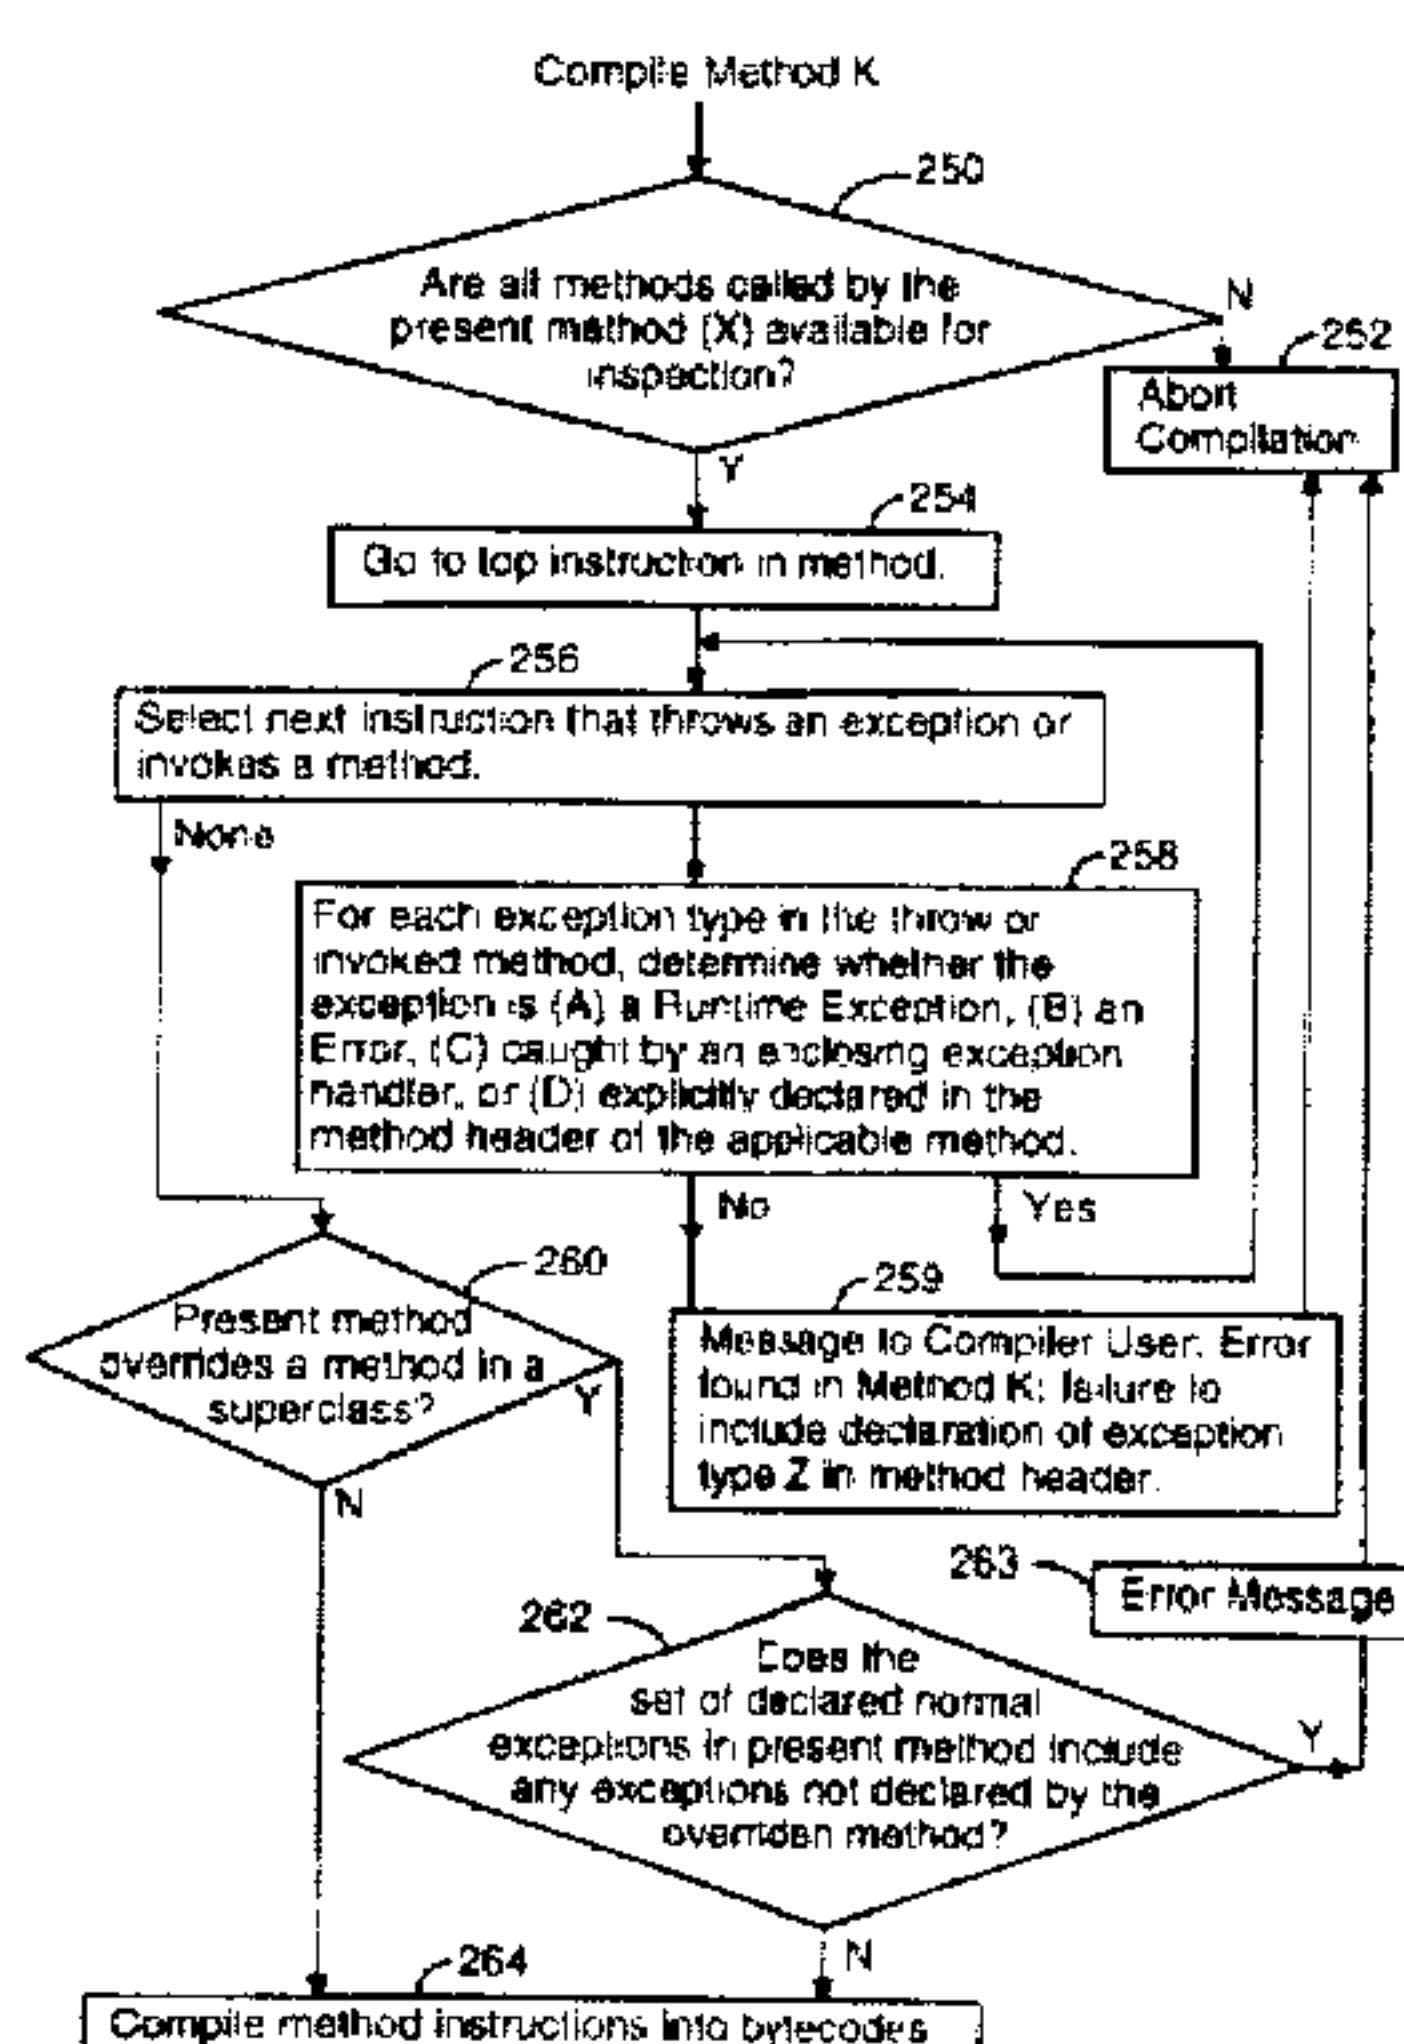 Compile Method K
250
Are all methods called by the
present method (X) available for
inspection?
N
252
Abort
Compilation
Y
254
Go to top instruction in method.
256
Select next instruction that throws an exception or
invokes a method.
None
258
For each exception type in the throw or
invoked method, determine whether the
exception is (A) a Runtime Exception, (B) an
Error, (C) caught by an enclosing exception
handler, or (D) explicitly declared in the
method header of the applicable method.
No
Yes
260
Present method
overrides a method in a
superclass?
Y
N
259
Message to Compiler User: Error
found in Method K: failure to
include declaration of exception
type Z in method header.
263
Error Message
262
Does the
set of declared normal
exceptions in present method include
any exceptions not declared by the
overriden method?
Y
N
264
Compile method instructions into bytecodes